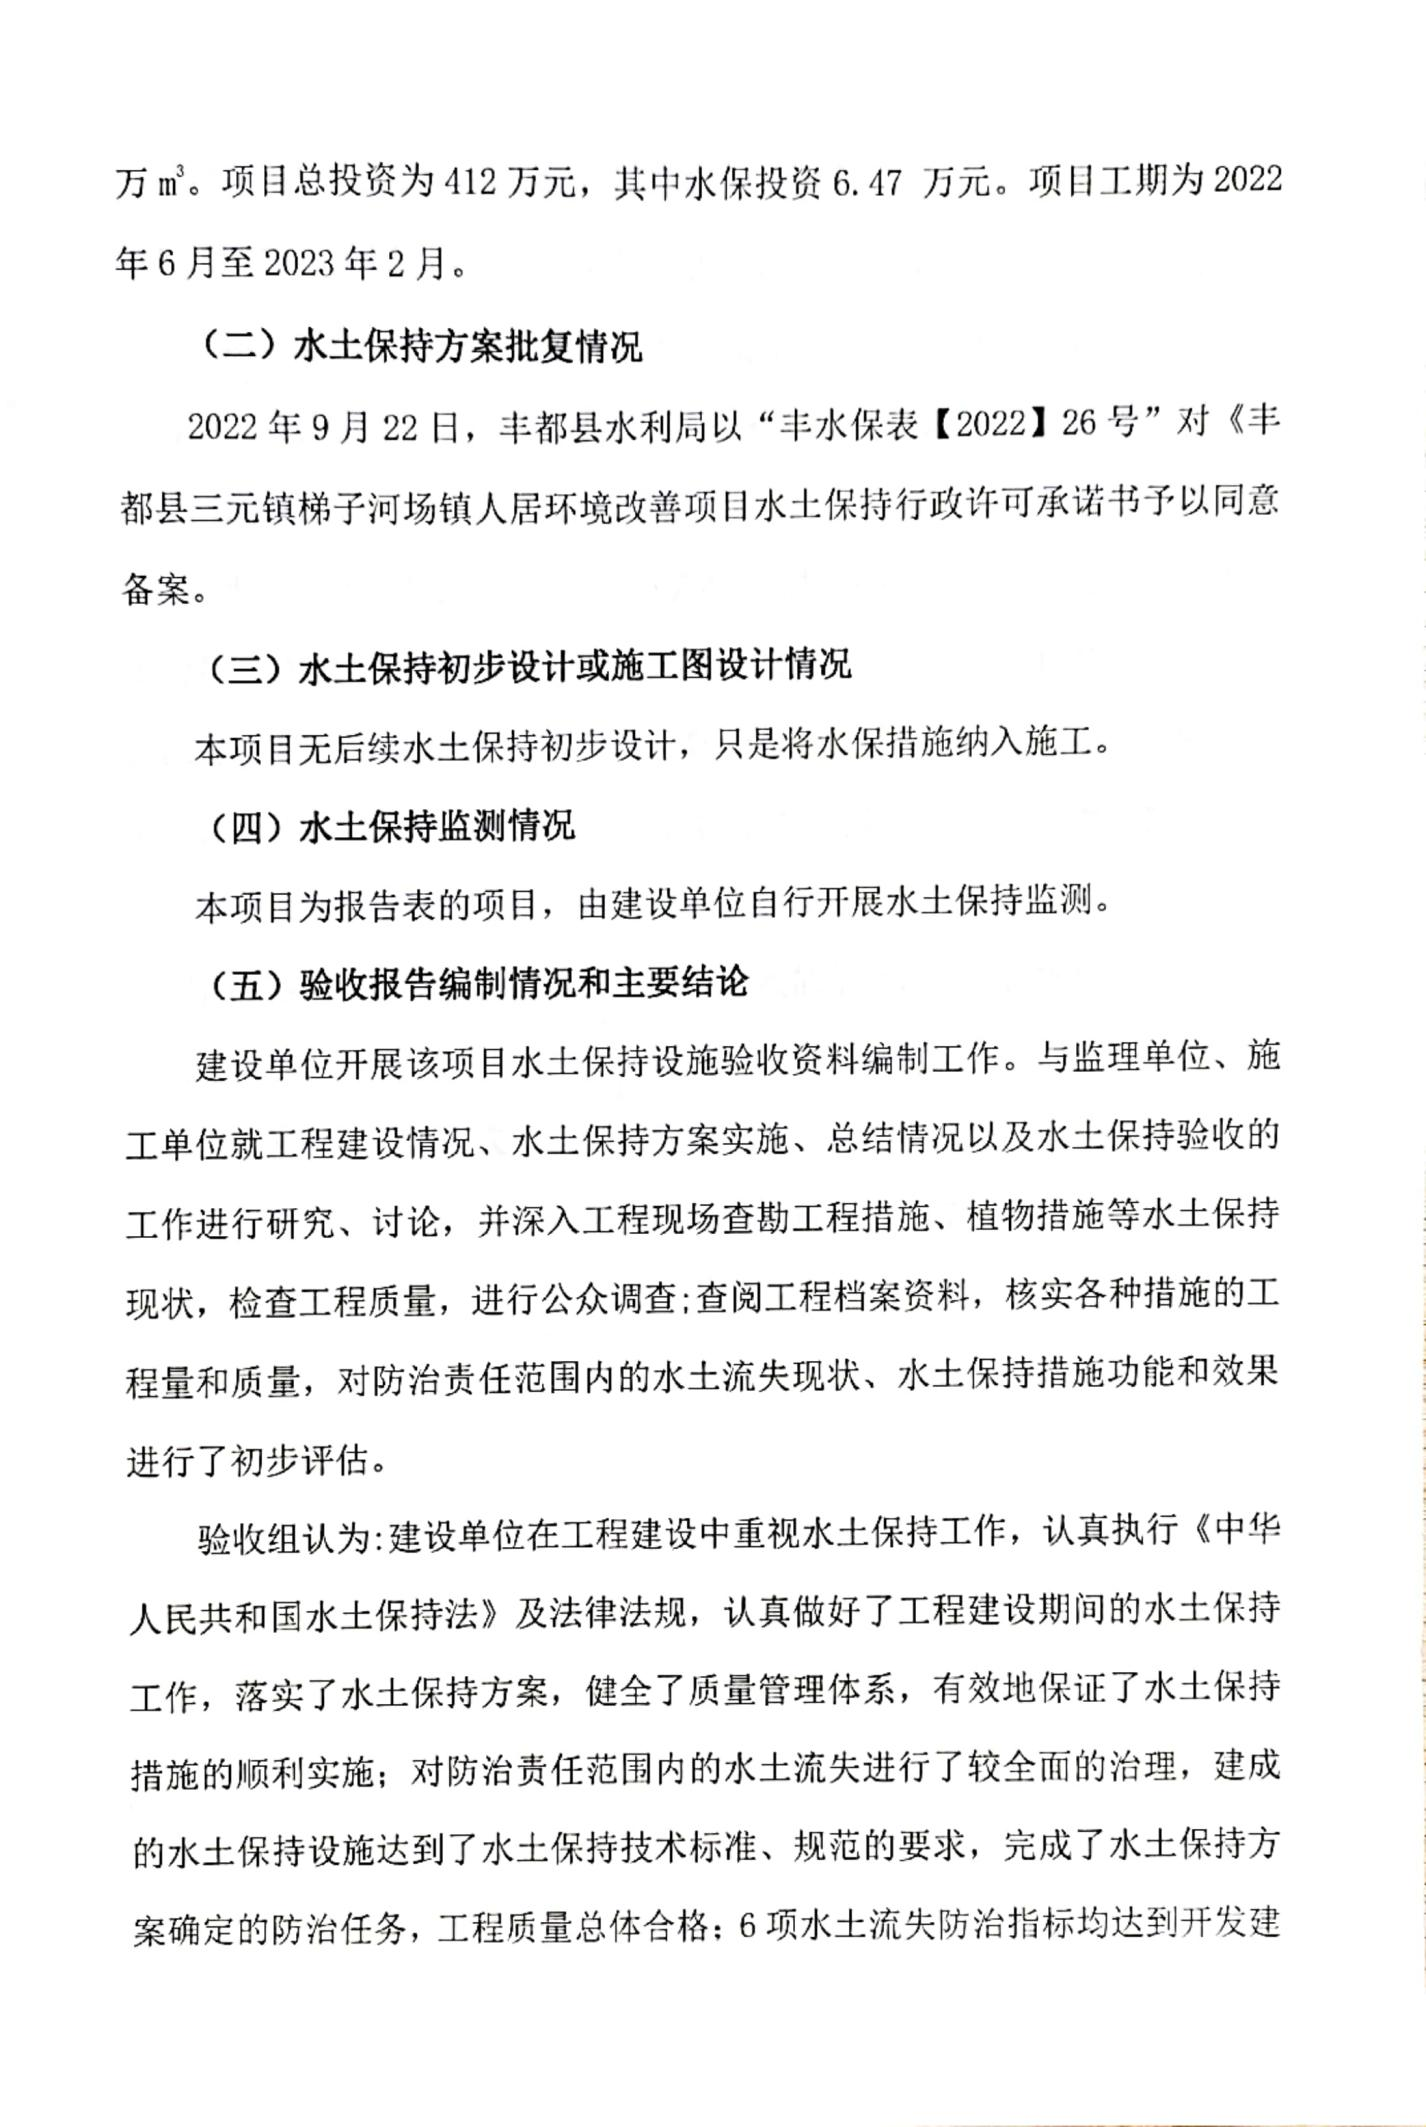 万㎥。项目总投资为 412 万元，其中水保投资 6.47 万元。项目工期为 2022
年 6 月至 2023 年 2 月。
（二）水土保持方案批复情况
2022 年 9 月 22 日，丰都县水利局以“丰水保表【2022】26 号”对《丰
都县三元镇梯子河场镇人居环境改善项目水土保持行政许可承诺书予以同意
备案。
（三）水土保持初步设计或施工图设计情况
本项目无后续水土保持初步设计，只是将水保措施纳入施工。
（四）水土保持监测情况
本项目为报告表的项目，由建设单位自行开展水土保持监测。
（五）验收报告编制情况和主要结论
建设单位开展该项目水土保持设施验收资料编制工作。与监理单位、施
工单位就工程建设情况、水土保持方案实施、总结情况以及水土保持验收的
工作进行研究、讨论，并深入工程现场查勘工程措施、植物措施等水土保持
现状，检查工程质量，进行公众调查;查阅工程档案资料，核实各种措施的工
程量和质量，对防治责任范围内的水土流失现状、水土保持措施功能和效果
进行了初步评估。
验收组认为:建设单位在工程建设中重视水土保持工作，认真执行《中华
人民共和国水土保持法》及法律法规，认真做好了工程建设期间的水土保持
工作，落实了水土保持方案，健全了质量管理体系，有效地保证了水土保持
措施的顺利实施；对防治责任范围内的水土流失进行了较全面的治理，建成
的水土保持设施达到了水土保持技术标准、规范的要求，完成了水土保持方
案确定的防治任务，工程质量总体合格；6 项水土流失防治指标均达到开发建